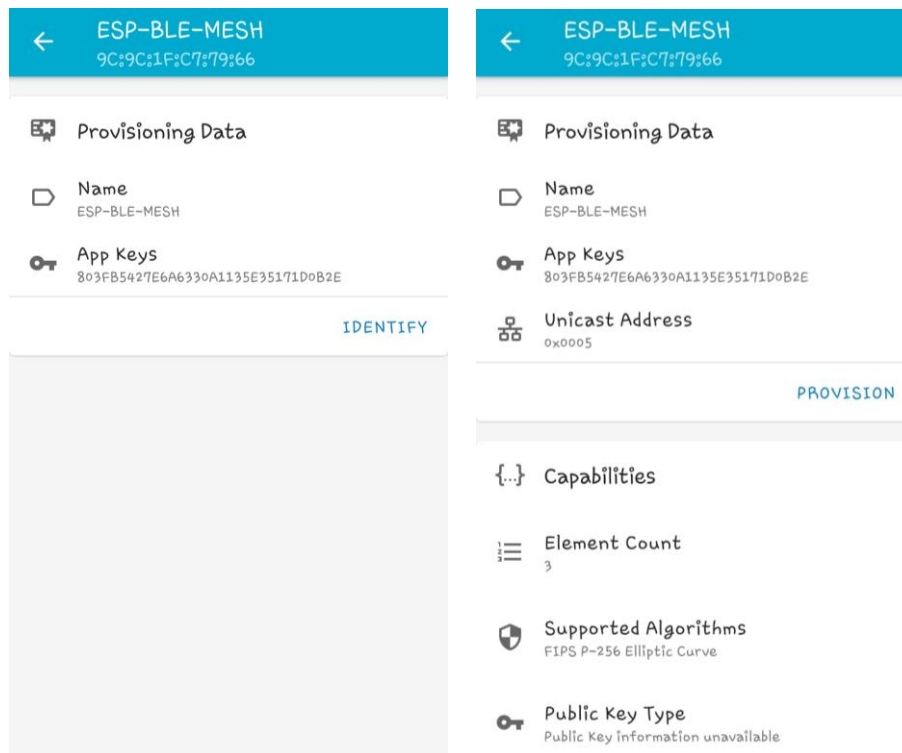 ESP-BLE-MESH
9C:9C:1F:C7:79:66
Provisioning Data
Name
ESP-BLE-MESH
App Keys
803FB5427E6A6330A1135E35171D0B2E
IDENTIFY
ESP-BLE-MESH
9C:9C:1F:C7:79:66
Provisioning Data
Name
ESP-BLE-MESH
App Keys
803FB5427E6A6330A1135E35171D0B2E
Unicast Address
0x0005
PROVISION
{...} Capabilities
Element Count
3
Supported Algorithms
FIPS P-256 Elliptic Curve
Public Key Type
Public Key information unavailable